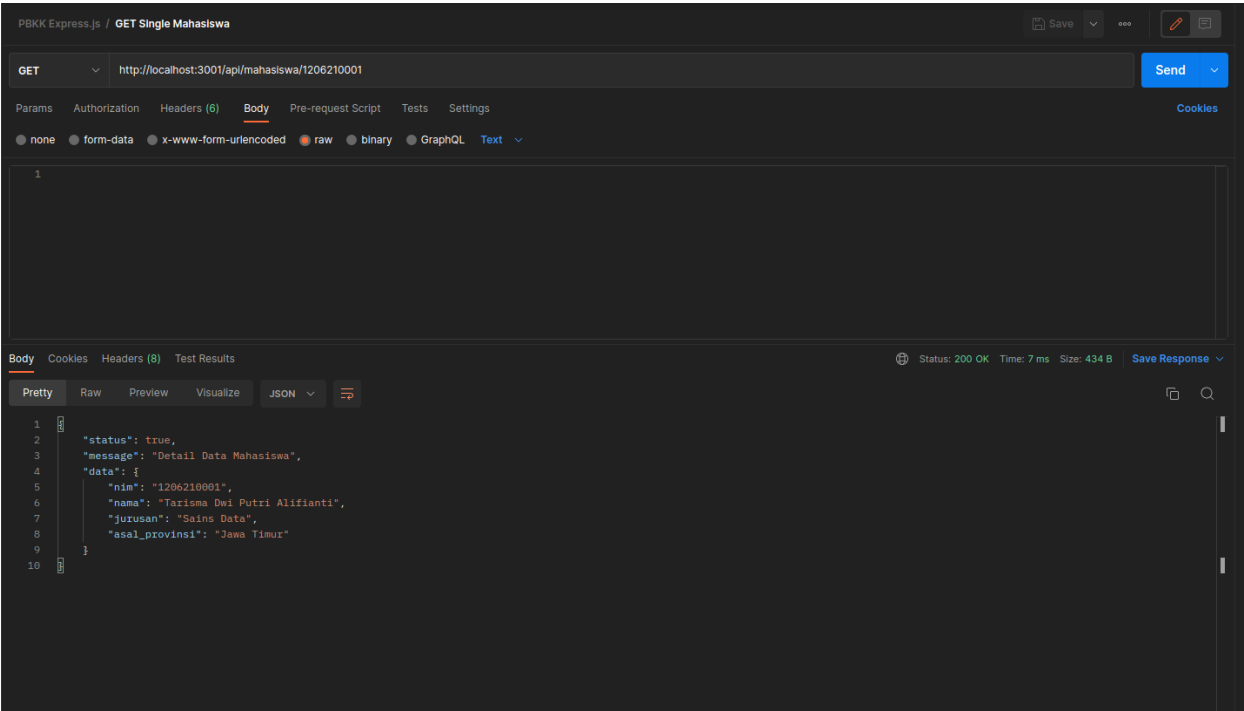 PBKK Express.js / GET Single Mahasiswa
Save
GET http://localhost:3001/api/mahasiswa/1206210001 Send
Params Authorization Headers (6) Body Pre-request Script Tests Settings Cookies
none form-data x-www-form-urlencoded raw binary GraphQL Text
1
Body Cookies Headers (8) Test Results Status: 200 OK Time: 7 ms Size: 434 B Save Response
Pretty Raw Preview Visualize JSON
1 {
2 "status": true,
3 "message": "Detail Data Mahasiswa",
4 "data": {
5 "nim": "1206210001",
6 "nama": "Tarisma Dwi Putri Alifianti",
7 "jurusan": "Sains Data",
8 "asal_provinsi": "Jawa Timur"
9 }
10 }